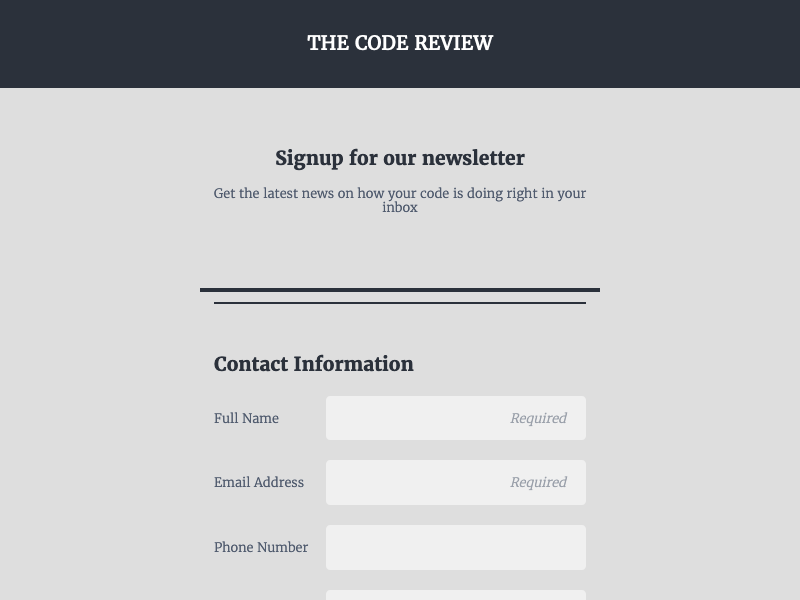 THE CODE REVIEW
Signup for our newsletter
Get the latest news on how your code is doing right in your
inbox
Contact Information
Full Name
Required
Email Address
Required
Phone Number